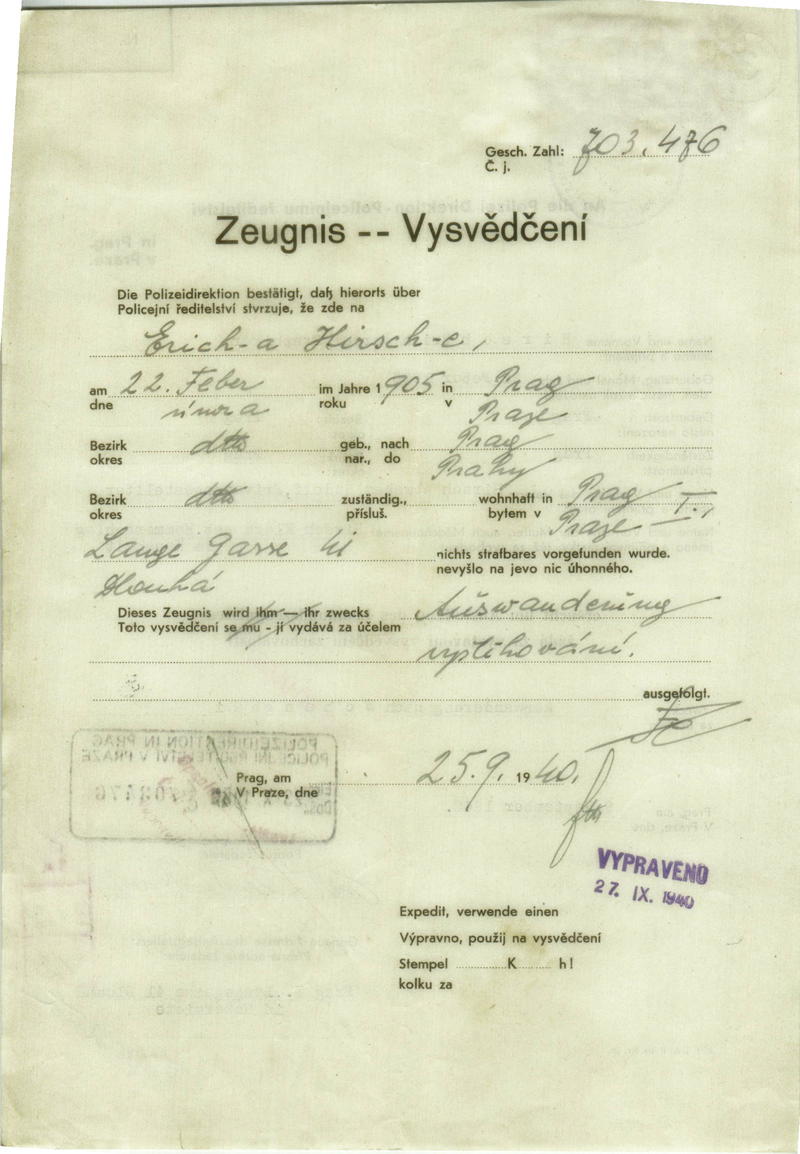 Gesch. Zahl: 703.476
Č. j.
Zeugnis -- Vysvědčení
Die Polizeidirektion bestätigt, daß hierorts über
Policejní ředitelství stvrzuje, že zde na
Erich-a Hirsch-e,
am 22. Feber im Jahre 1905 in Prag
dne února roku v Praze
Bezirk dtto geb., nach Prag
okres nar., do Prahy
Bezirk dtto zuständig., wohnhaft in Prag I.,
okres přísluš. bytem v Praze
Lange Gasse 41 nichts strafbares vorgefunden wurde.
Dlouhá nevyšlo na jevo nic úhonného.
Dieses Zeugnis wird ihm — ihr zwecks Auswanderung
Toto vysvědčení se mu - jí vydává za účelem
vystěhování.
ausgefolgt.
POLIZEIDIREKTION IN PRAG
POLICEJNÍ ŘEDITELSTVÍ V PRAZE
Prag, am 25.9. 1940.
V Praze, dne
VYPRAVENO
27. IX. 1940
Expedit, verwende einen
Výpravno, použij na vysvědčení
Stempel K h!
kolku za